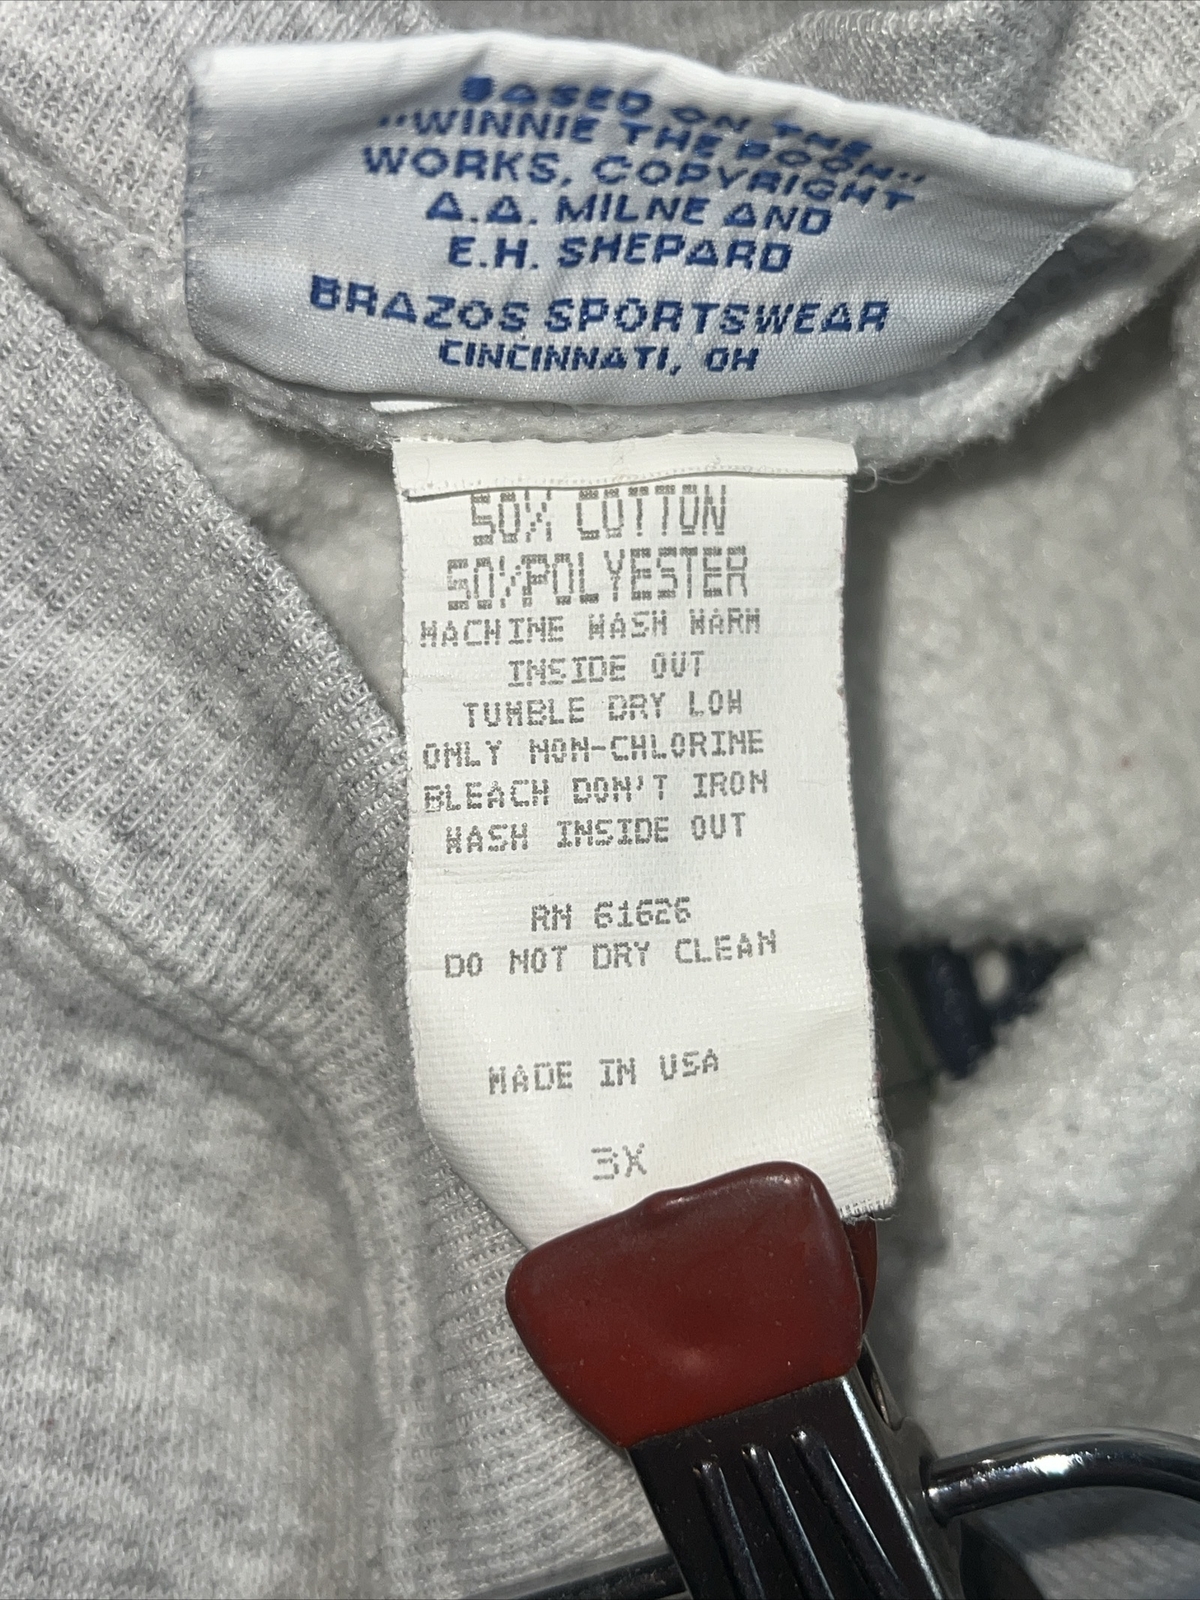 BASED ON THE
"WINNIE THE POOH"
WORKS, COPYRIGHT
A.A. MILNE AND
E.H. SHEPARD
BRAZOS SPORTSWEAR
CINCINNATI, OH
50% COTTON
50%POLYESTER
MACHINE WASH WARM
INSIDE OUT
TUMBLE DRY LOW
ONLY NON-CHLORINE
BLEACH DON'T IRON
WASH INSIDE OUT
RN 61626
DO NOT DRY CLEAN
MADE IN USA
3X